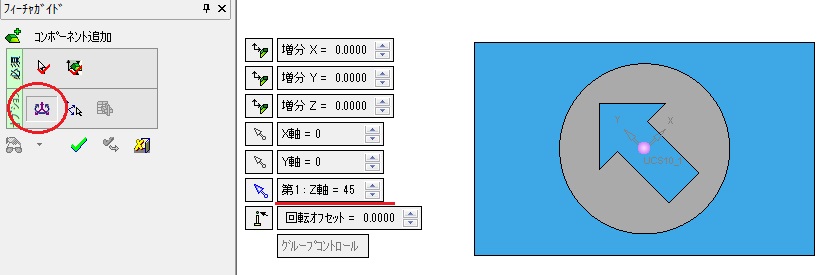 フィーチャガイド
コンポーネント追加
必須
増分 X = 0.0000
増分 Y = 0.0000
増分 Z = 0.0000
X軸 = 0
Y軸 = 0
第1 : Z軸 = 45
回転オフセット = 0.0000
グループコントロール
Y
X
UCS10_1